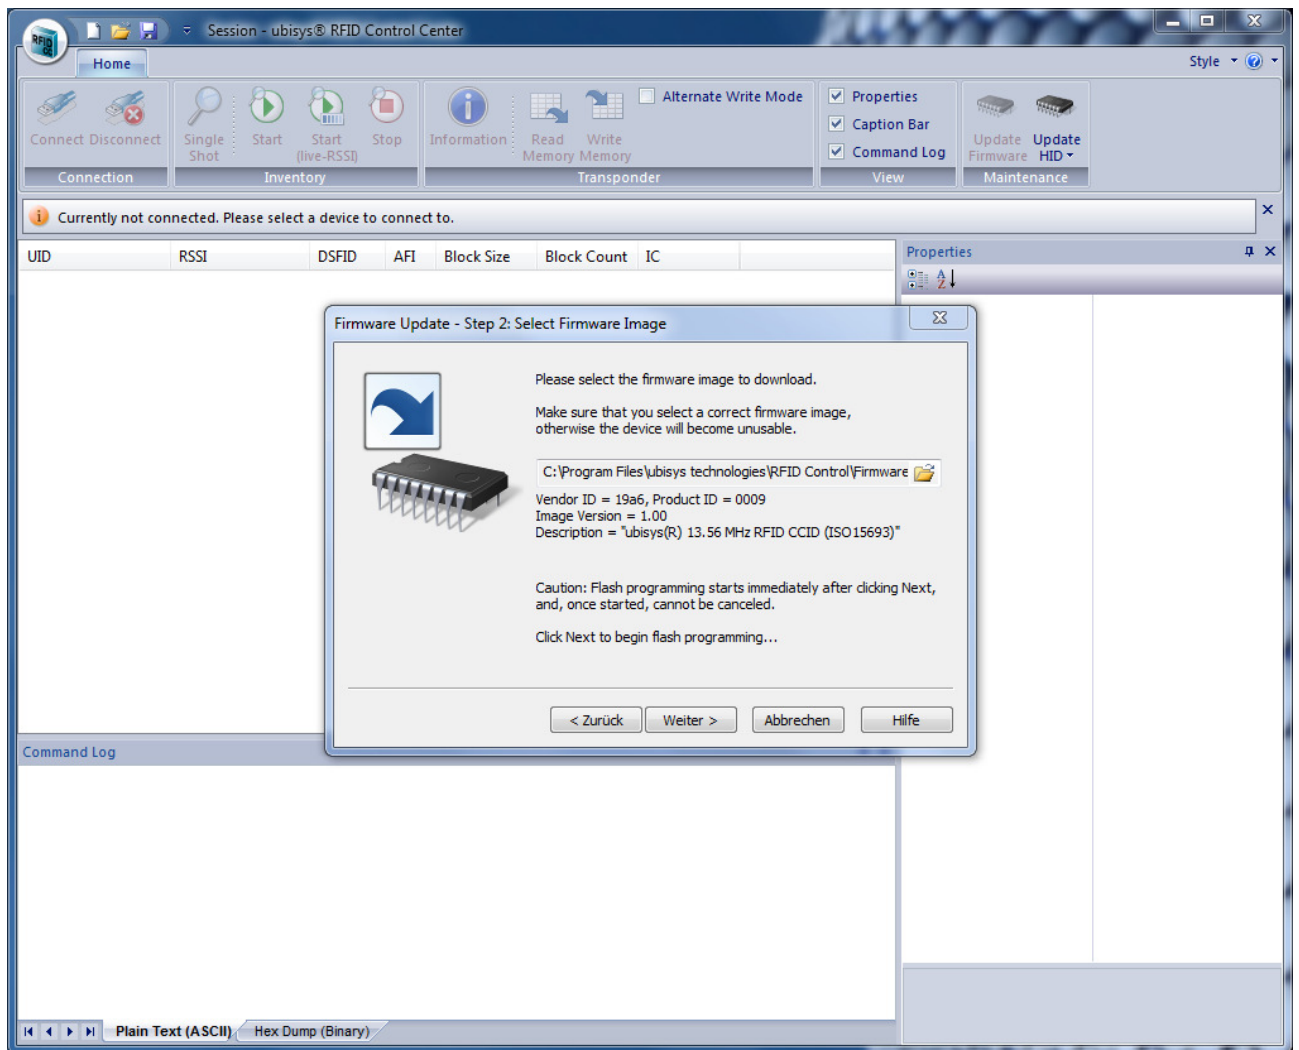 Session - ubisys® RFID Control Center
RFID
Home
Style
Connect Disconnect
Single Shot
Start
Start (live-RSSI)
Stop
Information
Read Memory
Write Memory
Alternate Write Mode
Properties
Caption Bar
Command Log
Update Firmware
Update HID
Connection
Inventory
Transponder
View
Maintenance
Currently not connected. Please select a device to connect to.
UID RSSI DSFID AFI Block Size Block Count IC
Properties
Firmware Update - Step 2: Select Firmware Image
Please select the firmware image to download.
Make sure that you select a correct firmware image,
otherwise the device will become unusable.
C:\Program Files\ubisys technologies\RFID Control\Firmware
Vendor ID = 19a6, Product ID = 0009
Image Version = 1.00
Description = "ubisys(R) 13.56 MHz RFID CCID (ISO15693)"
Caution: Flash programming starts immediately after clicking Next,
and, once started, cannot be canceled.
Click Next to begin flash programming...
< Zurück Weiter > Abbrechen Hilfe
Command Log
Plain Text (ASCII) Hex Dump (Binary)